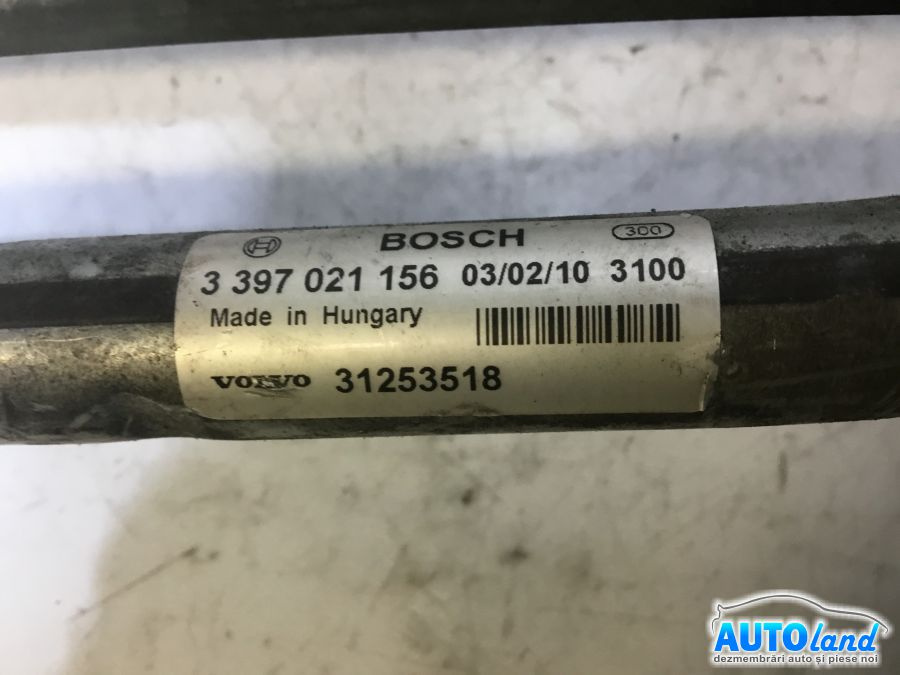 BOSCH 300
3 397 021 156 03/02/10 3100
Made in Hungary
VOLVO 31253518
AUTOland
dezmembrări auto și piese noi